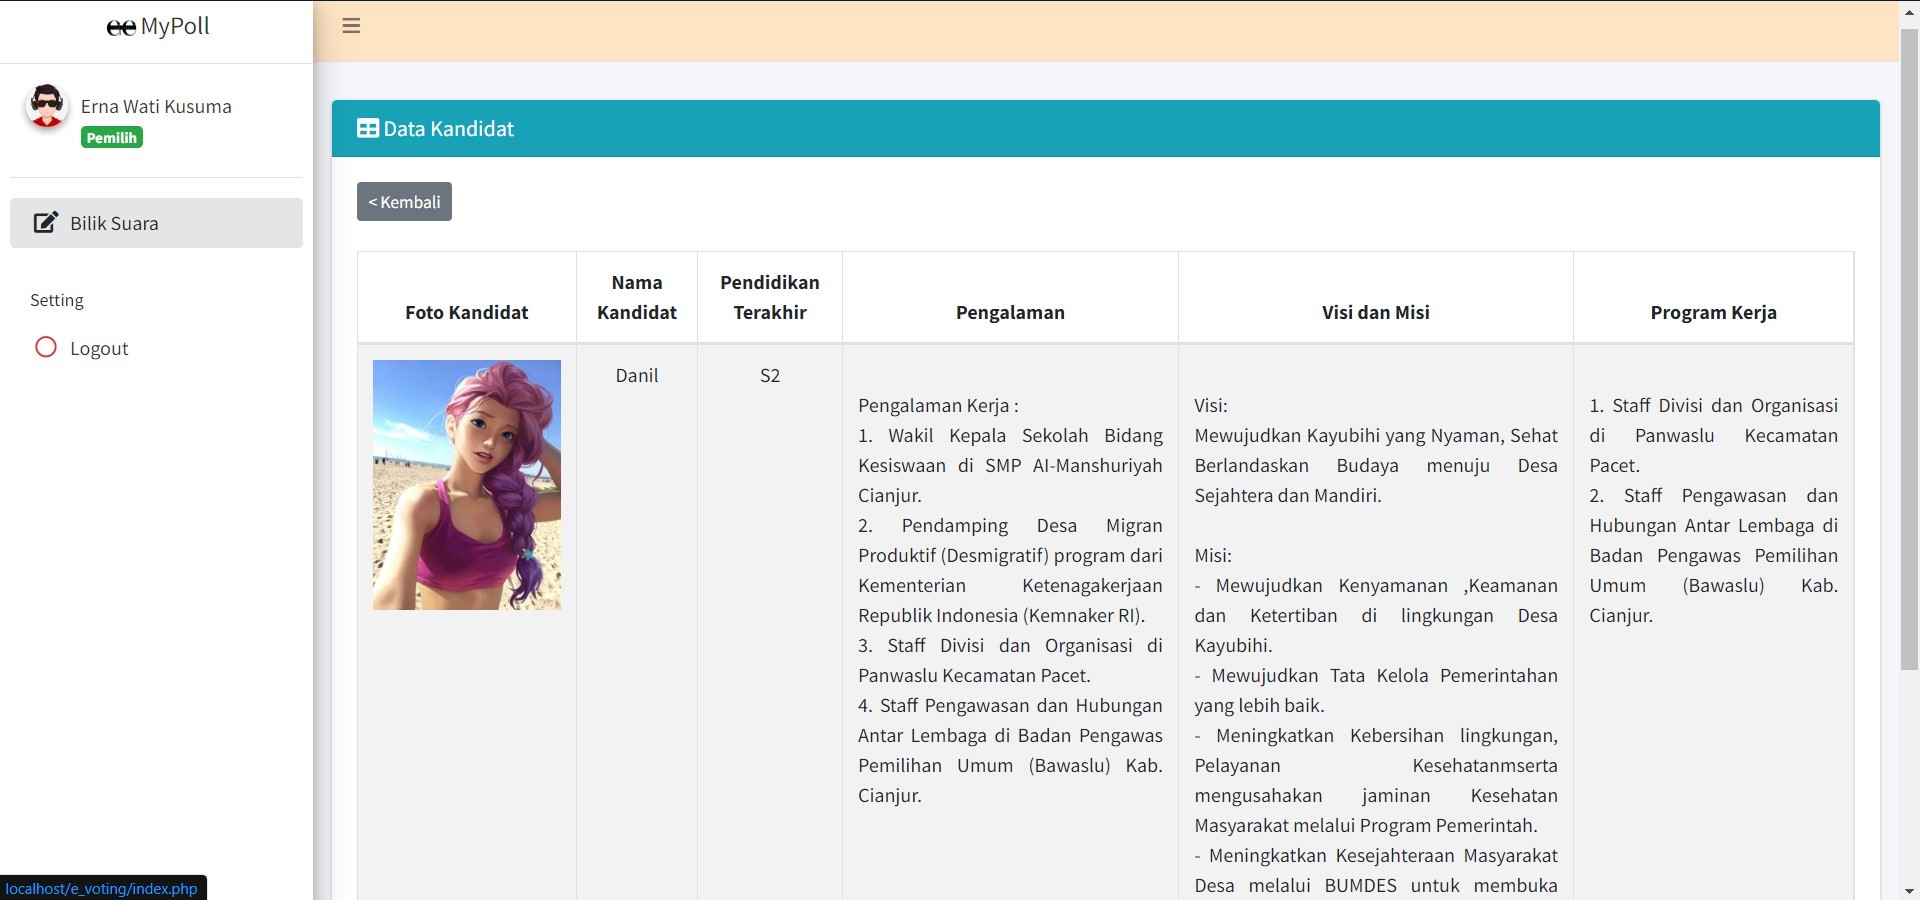 ee MyPoll
Erna Wati Kusuma
Pemilih
Bilik Suara
Setting
Logout
Data Kandidat
< Kembali
Foto Kandidat
Nama
Kandidat
Pendidikan
Terakhir
Pengalaman
Visi dan Misi
Program Kerja
Danil
S2
Pengalaman Kerja :
1. Wakil Kepala Sekolah Bidang
Kesiswaan di SMP AI-Manshuriyah
Cianjur.
2. Pendamping Desa Migran
Produktif (Desmigratif) program dari
Kementerian Ketenagakerjaan
Republik Indonesia (Kemnaker RI).
3. Staff Divisi dan Organisasi di
Panwaslu Kecamatan Pacet.
4. Staff Pengawasan dan Hubungan
Antar Lembaga di Badan Pengawas
Pemilihan Umum (Bawaslu) Kab.
Cianjur.
Visi:
Mewujudkan Kayubihi yang Nyaman, Sehat
Berlandaskan Budaya menuju Desa
Sejahtera dan Mandiri.
Misi:
- Mewujudkan Kenyamanan ,Keamanan
dan Ketertiban di lingkungan Desa
Kayubihi.
- Mewujudkan Tata Kelola Pemerintahan
yang lebih baik.
- Meningkatkan Kebersihan lingkungan,
Pelayanan Kesehatanmserta
mengusahakan jaminan Kesehatan
Masyarakat melalui Program Pemerintah.
- Meningkatkan Kesejahteraan Masyarakat
Desa melalui BUMDES untuk membuka
1. Staff Divisi dan Organisasi
di Panwaslu Kecamatan
Pacet.
2. Staff Pengawasan dan
Hubungan Antar Lembaga di
Badan Pengawas Pemilihan
Umum (Bawaslu) Kab.
Cianjur.
localhost/e_voting/index.php